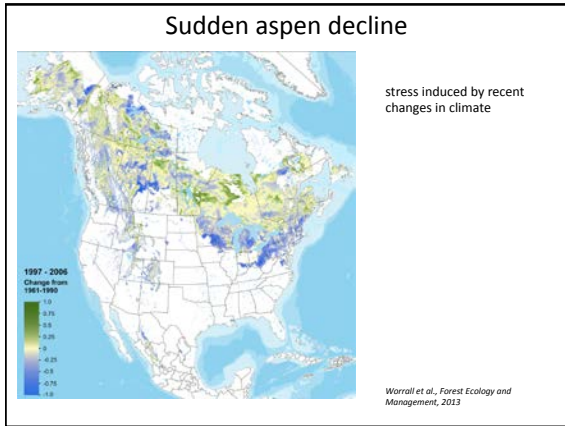 Sudden aspen decline
stress induced by recent
changes in climate
1997 - 2006
Change from
1961-1990
1.0
0.75
0.5
0.25
0
-0.25
-0.5
-0.75
-1.0
Worrall et al., Forest Ecology and
Management, 2013